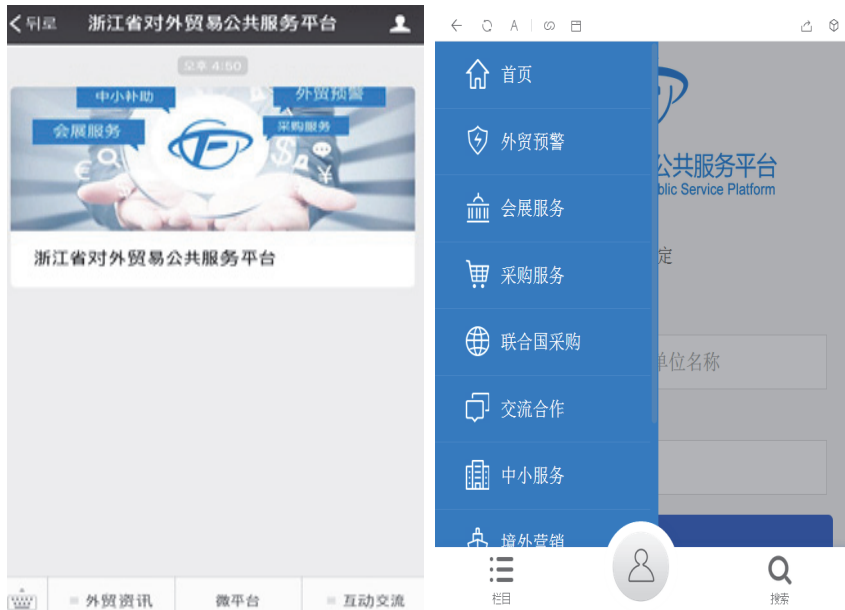 뒤로
浙江省对外贸易公共服务平台
오후 4:50
中小补助
外贸预警
会展服务
采购服务
浙江省对外贸易公共服务平台
外贸资讯
微平台
互动交流
A
首页
外贸预警
会展服务
采购服务
联合国采购
交流合作
中小服务
境外营销
公共服务平台
blic Service Platform
定
单位名称
栏目
搜索